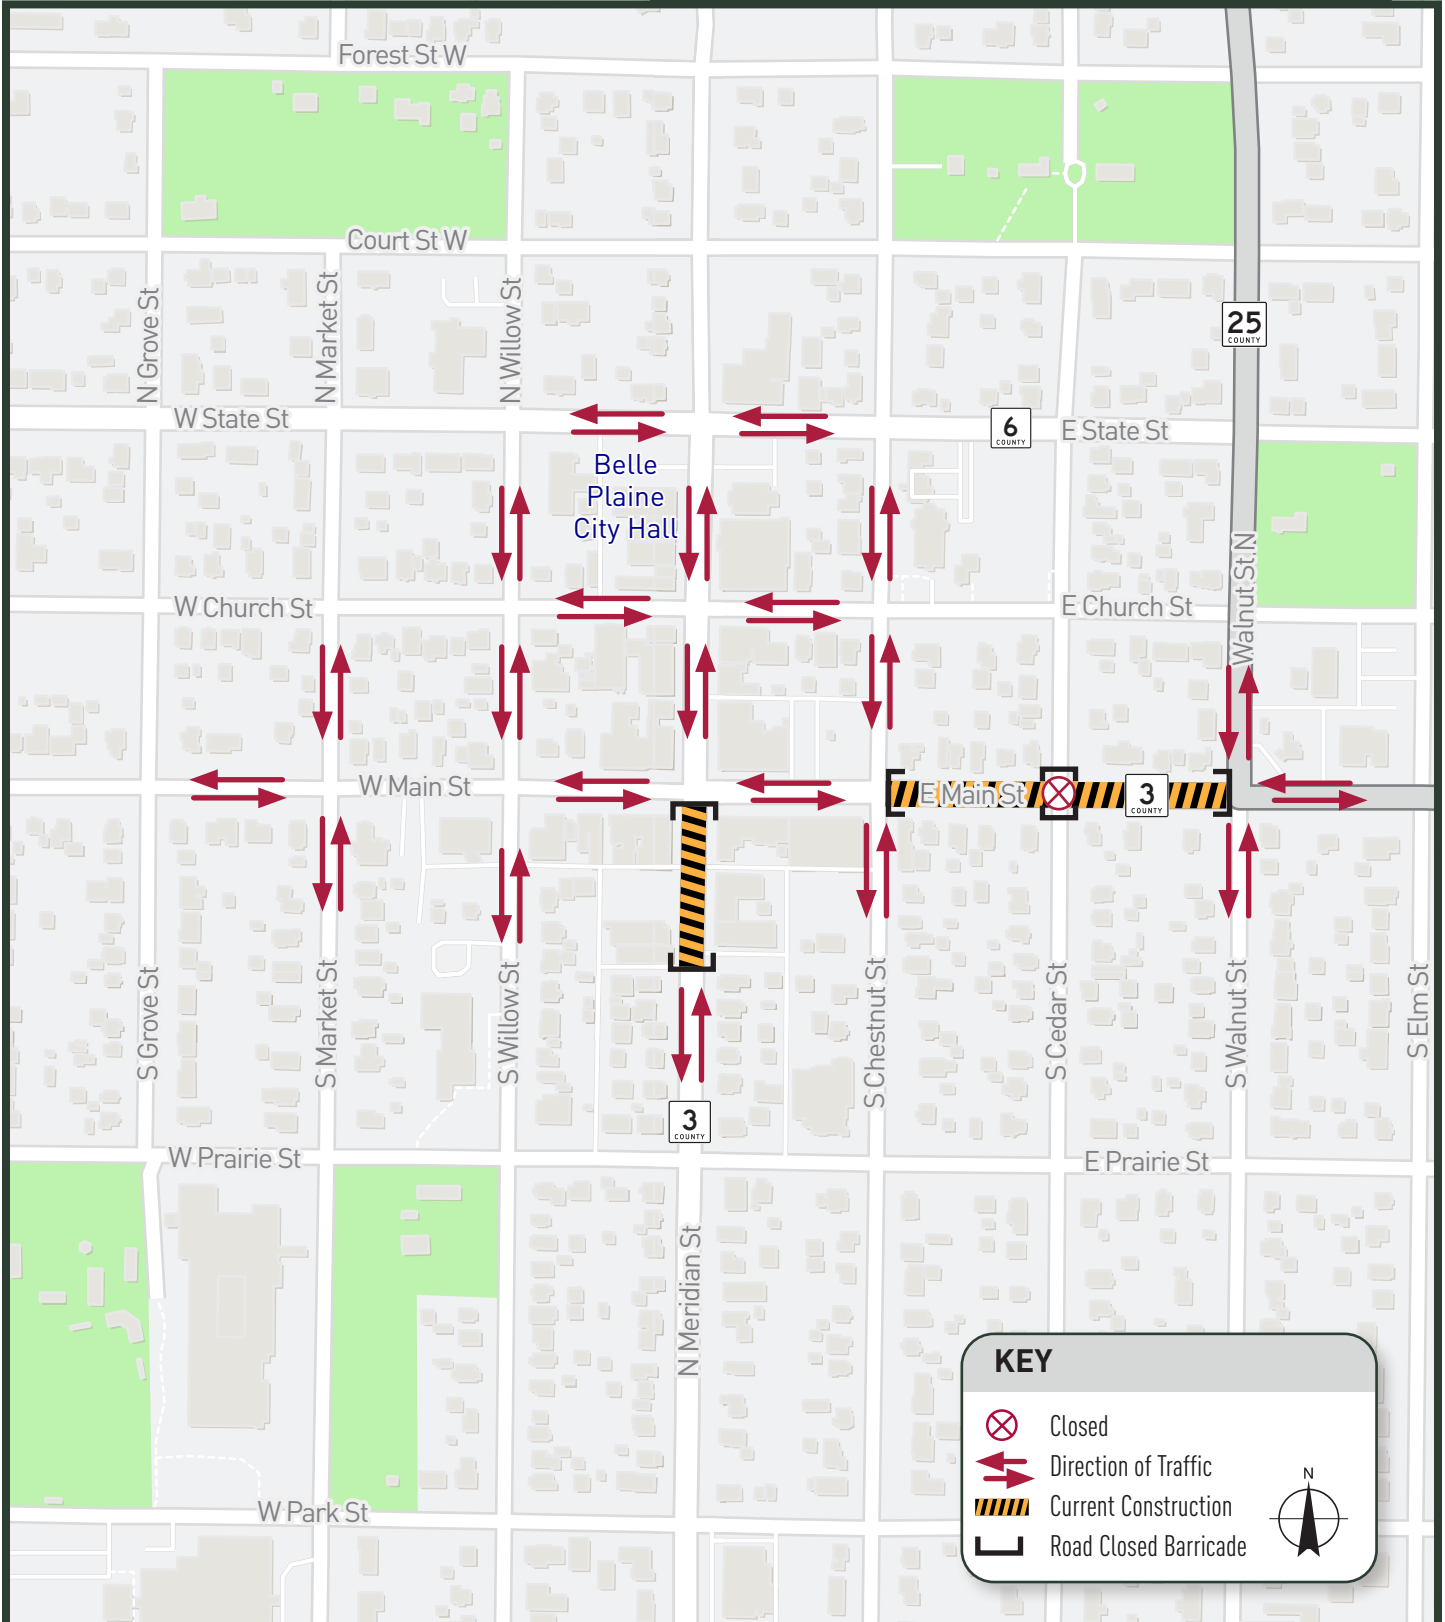 Forest St W
Court St W
N Grove St
N Market St
N Willow St
25
COUNTY
W State St
6
COUNTY
E State St
Belle
Plaine
City Hall
Walnut St N
W Church St
E Church St
W Main St
E Main St
3
COUNTY
S Grove St
S Market St
S Willow St
S Chestnut St
S Cedar St
S Walnut St
S Elm St
3
COUNTY
W Prairie St
E Prairie St
N Meridian St
W Park St
KEY
Closed
Direction of Traffic
Current Construction
Road Closed Barricade
N